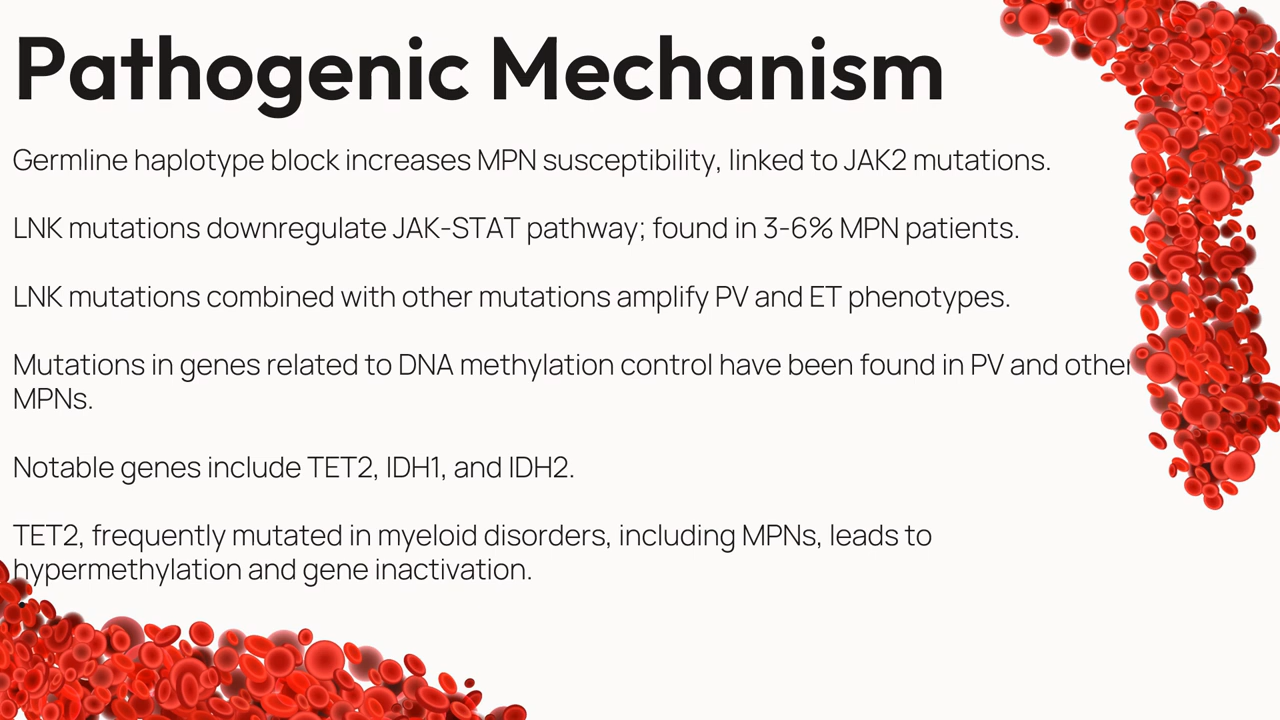 Pathogenic Mechanism
Germline haplotype block increases MPN susceptibility, linked to JAK2 mutations.
LNK mutations downregulate JAK-STAT pathway; found in 3-6% MPN patients.
LNK mutations combined with other mutations amplify PV and ET phenotypes.
Mutations in genes related to DNA methylation control have been found in PV and other
MPNs.
Notable genes include TET2, IDH1, and IDH2.
TET2, frequently mutated in myeloid disorders, including MPNs, leads to
hypermethylation and gene inactivation.